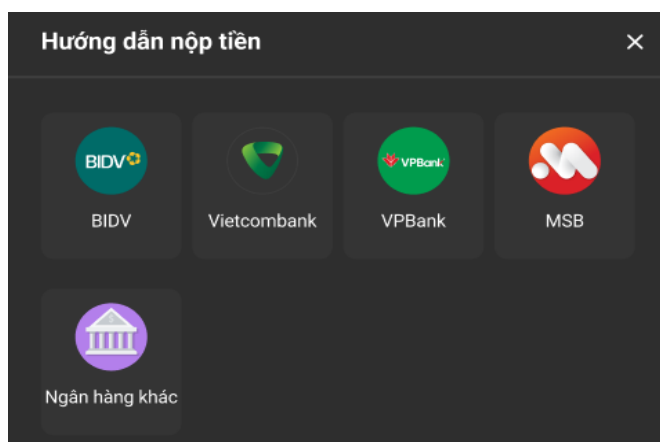 Hướng dẫn nộp tiền
BIDV
VPBank
BIDV
Vietcombank
VPBank
MSB
Ngân hàng khác